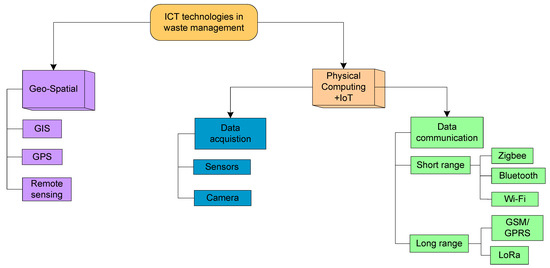 ICT technologies in
waste management
Geo-Spatial
GIS
GPS
Remote
sensing
Physical
Computing
+IoT
Data
acquistion
Sensors
Camera
Data
communication
Short range
Zigbee
Bluetooth
Wi-Fi
Long range
GSM/
GPRS
LoRa